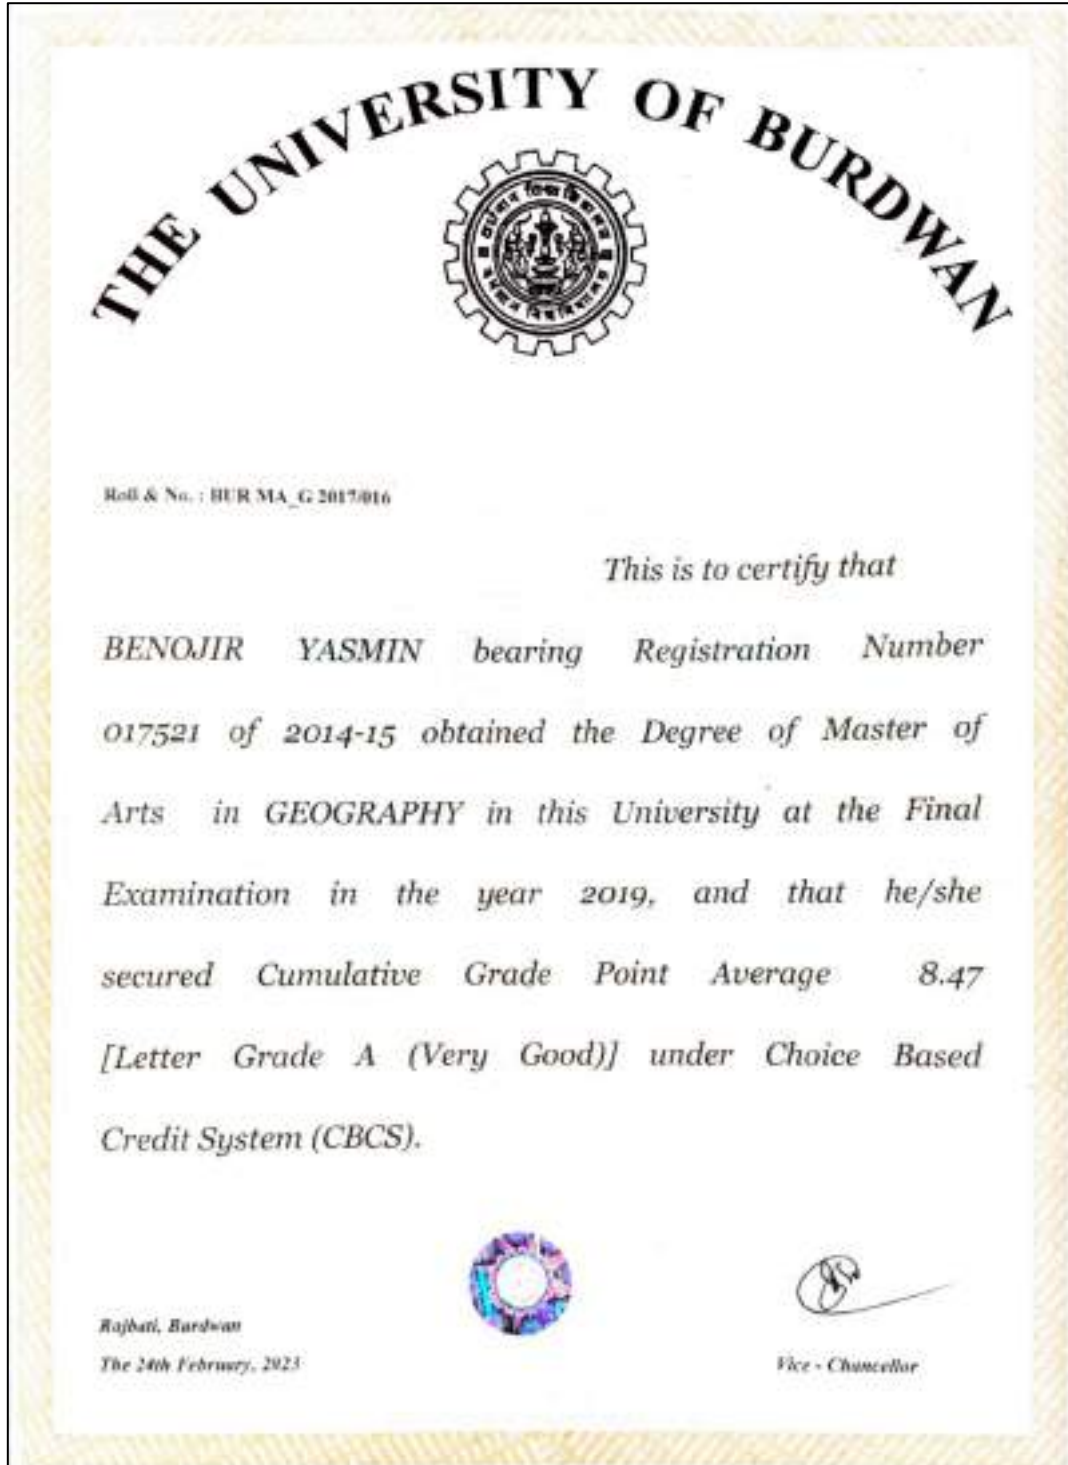 THE UNIVERSITY OF BURDWAN
Roll & No. : BUR MA_G 2017/016
This is to certify that
BENOJIR YASMIN bearing Registration Number
017521 of 2014-15 obtained the Degree of Master of
Arts in GEOGRAPHY in this University at the Final
Examination in the year 2019, and that he/she
secured Cumulative Grade Point Average 8.47
[Letter Grade A (Very Good)] under Choice Based
Credit System (CBCS).
Rajbati, Burdwan
The 24th February, 2023
Vice - Chancellor